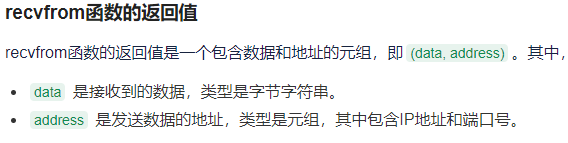 recvfrom函数的返回值
recvfrom函数的返回值是一个包含数据和地址的元组，即 (data, address) 。其中，
• data 是接收到的数据，类型是字节字符串。
• address 是发送数据的地址，类型是元组，其中包含IP地址和端口号。